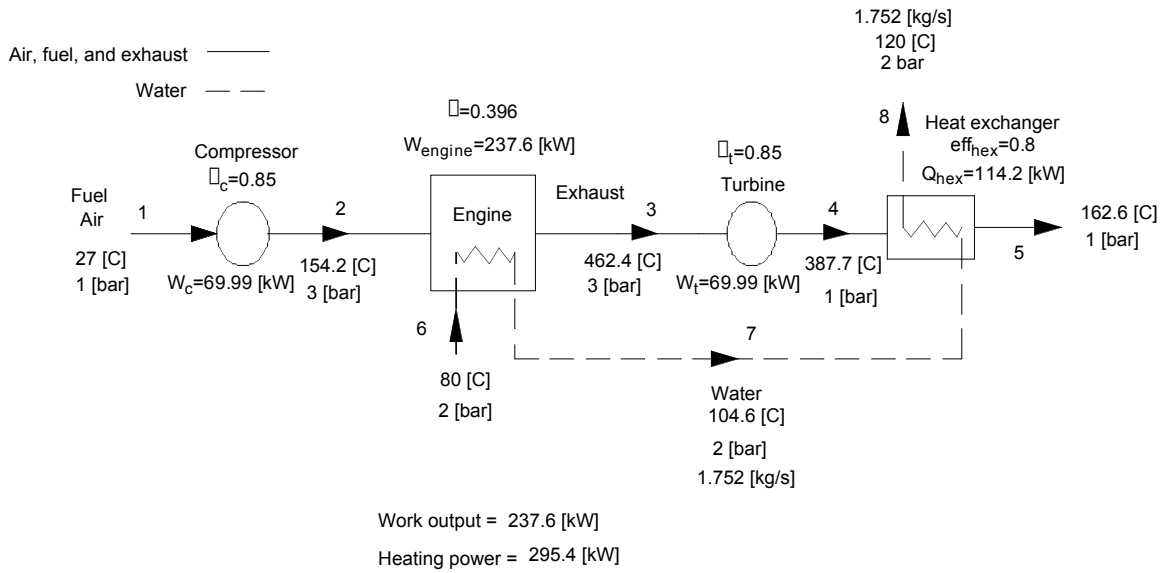 Air, fuel, and exhaust
Water
1.752 [kg/s]
120 [C]
2 bar
8
Heat exchanger
eff_hex=0.8
Q_hex=114.2 [kW]
□=0.396
W_engine=237.6 [kW]
Compressor
□_c=0.85
□_t=0.85
Turbine
Fuel
Air
1
2
Engine
Exhaust
3
4
5
27 [C]
1 [bar]
W_c=69.99 [kW]
154.2 [C]
3 [bar]
462.4 [C]
3 [bar]
W_t=69.99 [kW]
387.7 [C]
1 [bar]
162.6 [C]
1 [bar]
6
7
80 [C]
2 [bar]
Water
104.6 [C]
2 [bar]
1.752 [kg/s]
Work output = 237.6 [kW]
Heating power = 295.4 [kW]